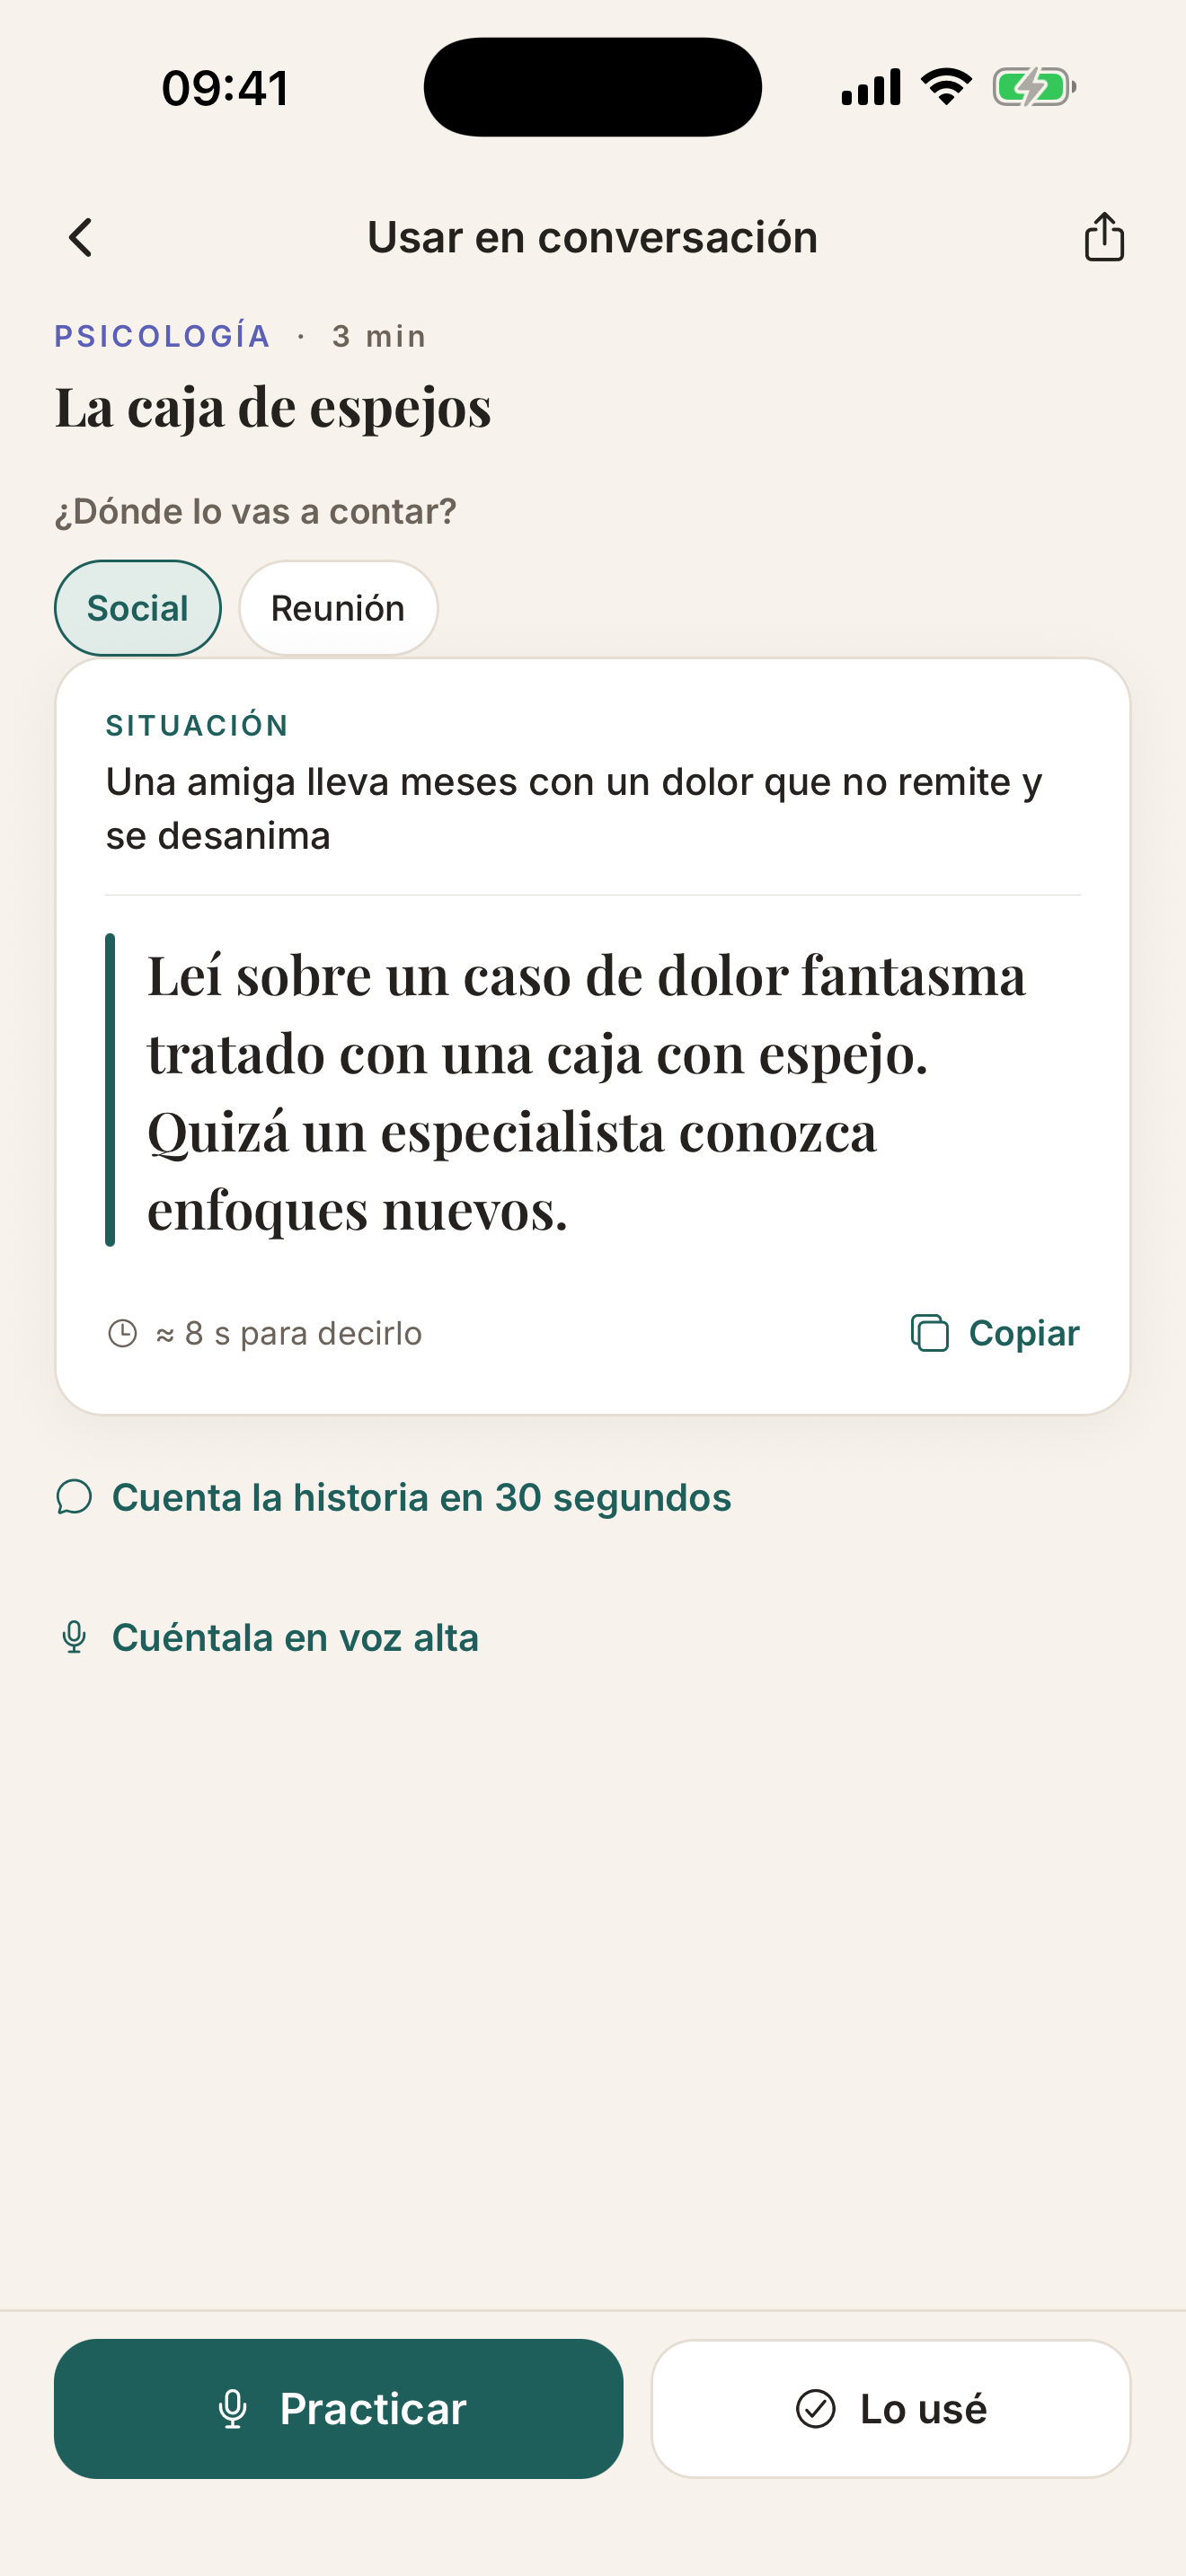 09:41
Usar en conversación
PSICOLOGÍA · 3 min
La caja de espejos
¿Dónde lo vas a contar?
Social
Reunión
SITUACIÓN
Una amiga lleva meses con un dolor que no remite y
se desanima
Leí sobre un caso de dolor fantasma
tratado con una caja con espejo.
Quizá un especialista conozca
enfoques nuevos.
≈ 8 s para decirlo
Copiar
Cuenta la historia en 30 segundos
Cuéntala en voz alta
Practicar
Lo usé